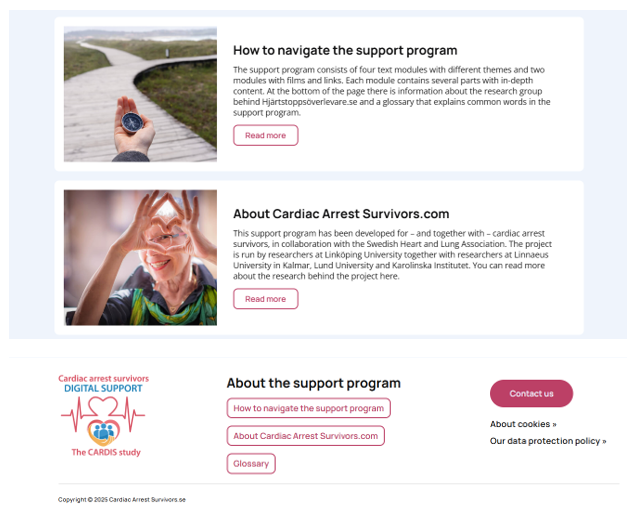 How to navigate the support program
The support program consists of four text modules with different themes and two
modules with films and links. Each module contains several parts with in-depth
content. At the bottom of the page there is information about the research group
behind Hjärtstoppsöverlevare.se and a glossary that explains common words in the
support program.
Read more
About Cardiac Arrest Survivors.com
This support program has been developed for – and together with – cardiac arrest
survivors, in collaboration with the Swedish Heart and Lung Association. The project
is run by researchers at Linköping University together with researchers at Linnaeus
University in Kalmar, Lund University and Karolinska Institutet. You can read more
about the research behind the project here.
Read more
Cardiac arrest survivors
DIGITAL SUPPORT
The CARDIS study
About the support program
How to navigate the support program
About Cardiac Arrest Survivors.com
Glossary
Contact us
About cookies »
Our data protection policy »
Copyright © 2025 Cardiac Arrest Survivors.se